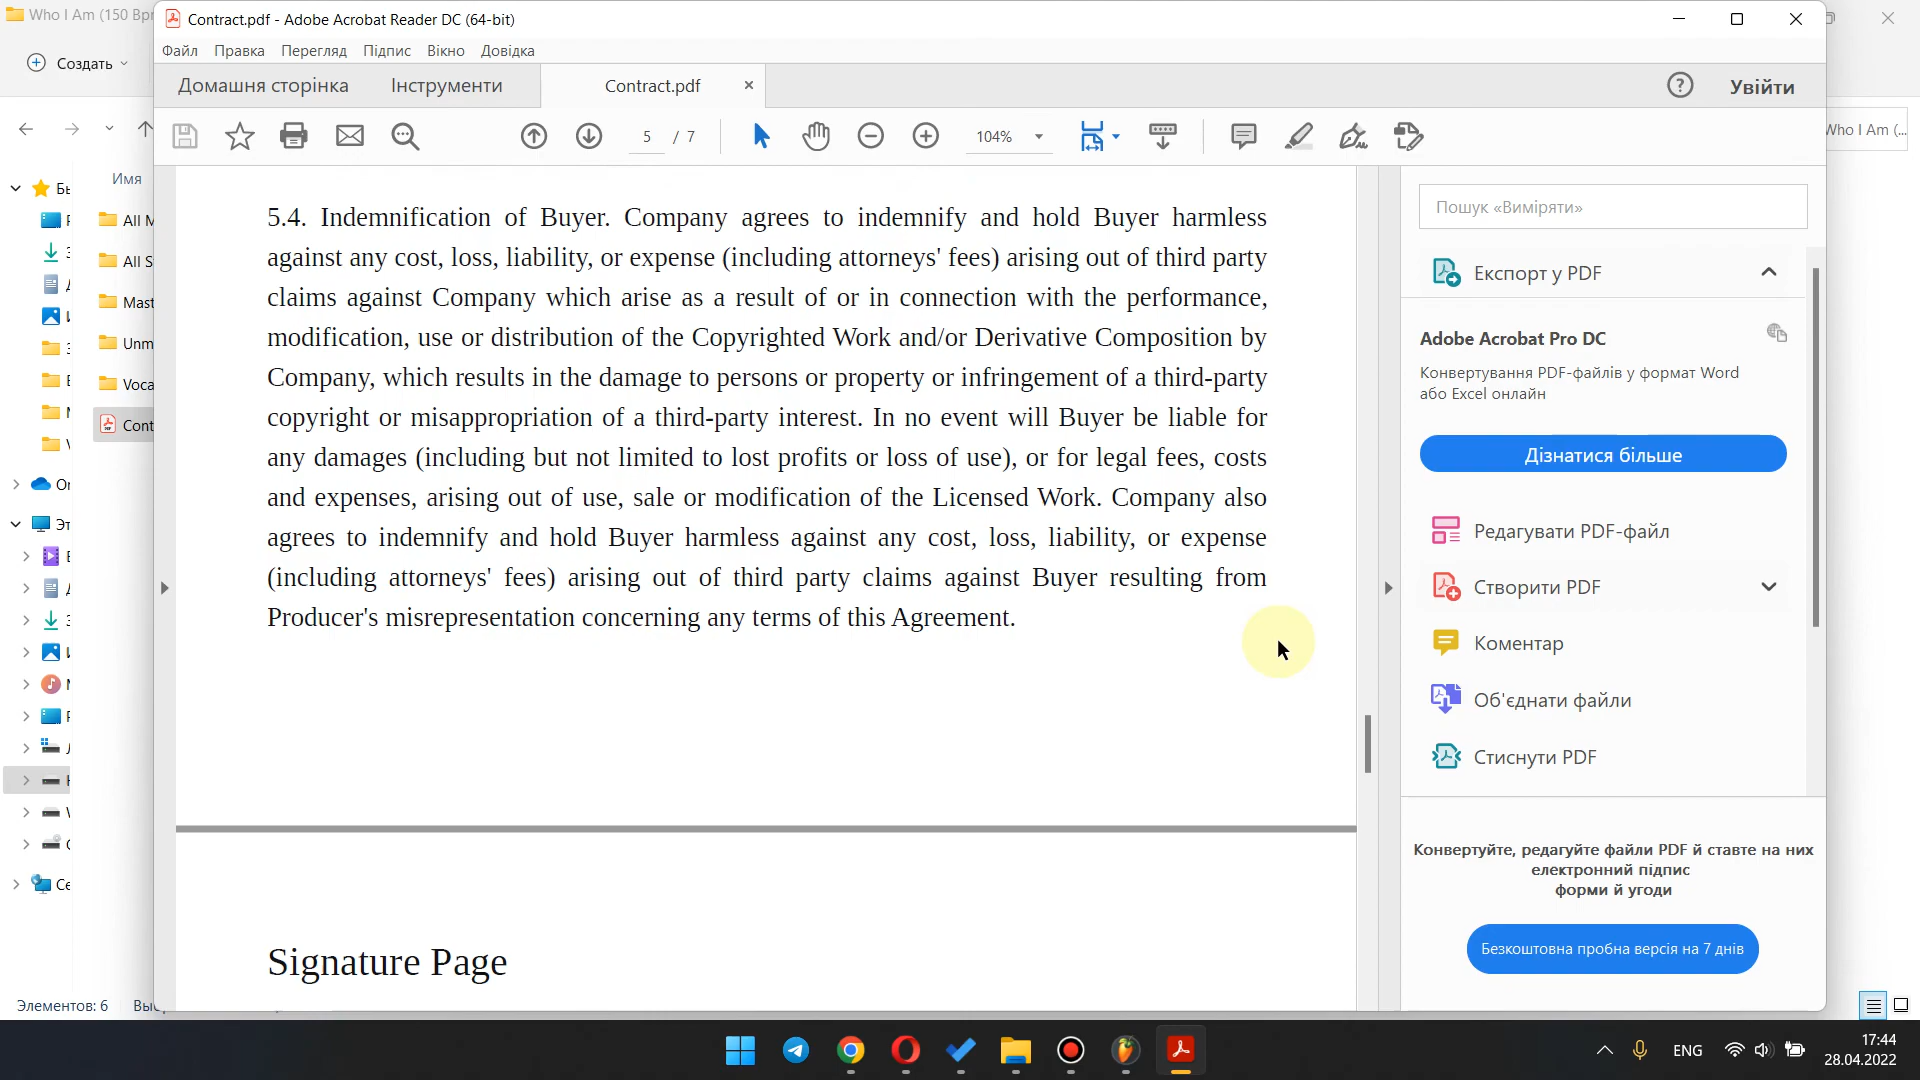 Who I Am (150 Bpm
Contract.pdf - Adobe Acrobat Reader DC (64-bit)
Файл Правка Перегляд Підпис Вікно Довідка
Создать
Домашня сторінка Інструменти Contract.pdf Увійти
5 / 7 104%
Who I Am (...
Имя
5.4. Indemnification of Buyer. Company agrees to indemnify and hold Buyer harmless
against any cost, loss, liability, or expense (including attorneys' fees) arising out of third party
claims against Company which arise as a result of or in connection with the performance,
modification, use or distribution of the Copyrighted Work and/or Derivative Composition by
Company, which results in the damage to persons or property or infringement of a third-party
copyright or misappropriation of a third-party interest. In no event will Buyer be liable for
any damages (including but not limited to lost profits or loss of use), or for legal fees, costs
and expenses, arising out of use, sale or modification of the Licensed Work. Company also
agrees to indemnify and hold Buyer harmless against any cost, loss, liability, or expense
(including attorneys' fees) arising out of third party claims against Buyer resulting from
Producer's misrepresentation concerning any terms of this Agreement.
Signature Page
Пошук «Виміряти»
Експорт у PDF
Adobe Acrobat Pro DC
Конвертування PDF-файлів у формат Word
або Excel онлайн
Дізнатися більше
Редагувати PDF-файл
Створити PDF
Коментар
Об'єднати файли
Стиснути PDF
Конвертуйте, редагуйте файли PDF й ставте на них
електронний підпис
форми й угоди
Безкоштовна пробна версія на 7 днів
All M
All S
Mast
Unm
Voca
Cont
Элементов: 6
ENG
17:44
28.04.2022